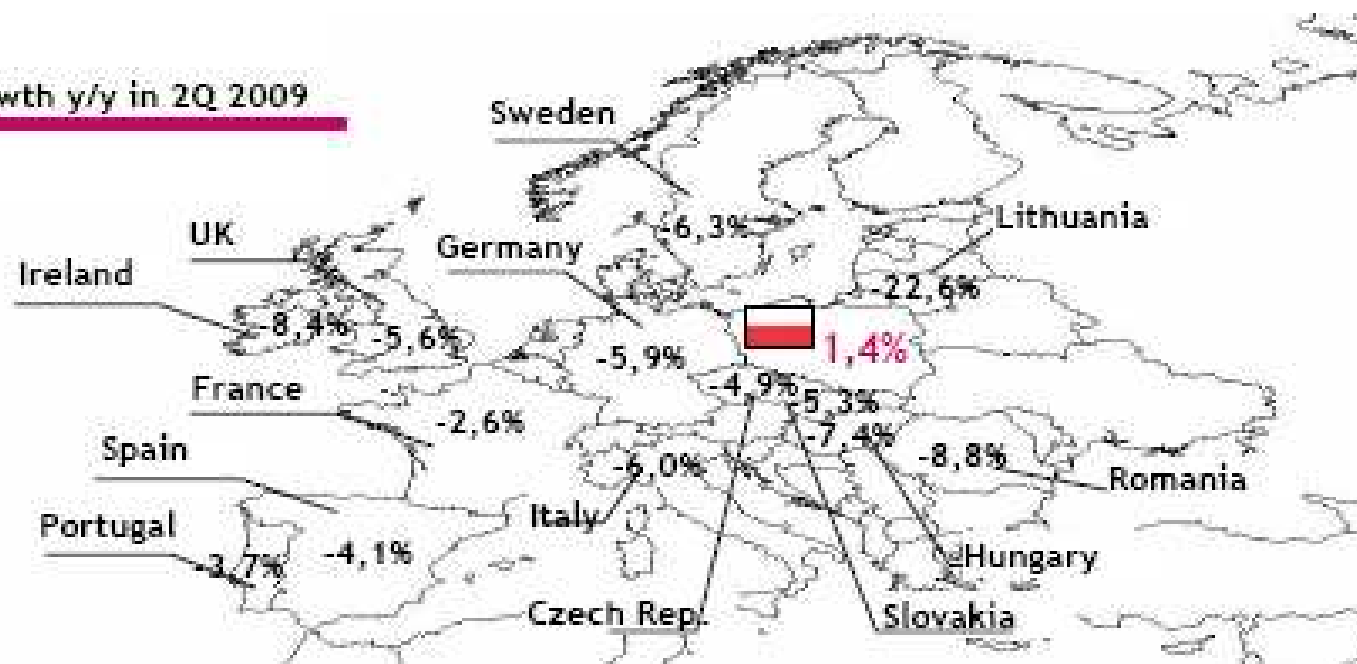 wth y/y in 2Q 2009
Sweden
-6,3%
Lithuania
-22,6%
UK
-5,6%
Germany
-5,9%
Ireland
-8,4%
1,4%
France
-2,6%
-4,9%
-5,3%
-7,4%
-8,8%
Romania
Spain
-4,1%
-6,0%
Italy
Portugal
-3,7%
Hungary
Czech Rep.
Slovakia